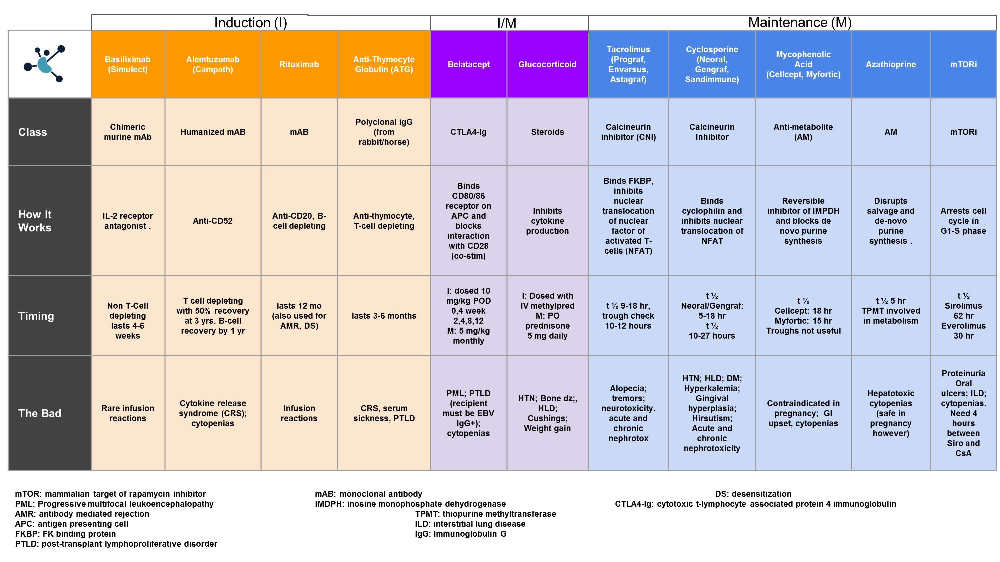 Induction (I)
I/M
Maintenance (M)
Basiliximab
(Simulect)
Alemtuzumab
(Campath)
Rituximab
Anti-Thymocyte
Globulin (ATG)
Belatacept
Glucocorticoid
Tacrolimus
(Prograf,
Envarsus,
Astagraf)
Cyclosporine
(Neoral,
Gengraf,
Sandimmune)
Mycophenolic
Acid
(Cellcept, Myfortic)
Azathioprine
mTORi
Class
Chimeric
murine mAb
Humanized mAB
mAB
Polyclonal igG
(from
rabbit/horse)
CTLA4-Ig
Steroids
Calcineurin
inhibitor (CNI)
Calcineurin
Inhibitor
Anti-metabolite
(AM)
AM
mTORi
How It
Works
IL-2 receptor
antagonist .
Anti-CD52
Anti-CD20, B-
cell depleting
Anti-thymocyte,
T-cell depleting
Binds
CD80/86
receptor on
APC and
blocks
interaction
with CD28
(co-stim)
Inhibits
cytokine
production
Binds FKBP,
inhibits
nuclear
translocation
of nuclear
factor of
activated T-
cells (NFAT)
Binds
cyclophilin and
inhibits nuclear
translocation of
NFAT
Reversible
inhibitor of IMPDH
and blocks de
novo purine
synthesis
Disrupts
salvage and
de-novo
purine
synthesis .
Arrests cell
cycle in
G1-S phase
Timing
Non T-Cell
depleting
lasts 4-6
weeks
T cell depleting
with 50% recovery
at 3 yrs. B-cell
recovery by 1 yr
lasts 12 mo
(also used for
AMR, DS)
lasts 3-6 months
I: dosed 10
mg/kg POD
0,4 week
2,4,8,12
M: 5 mg/kg
monthly
I: Dosed with
IV methylpred
M: PO
prednisone
5 mg daily
t ½ 9-18 hr,
trough check
10-12 hours
t ½
Neoral/Gengraf:
5-18 hr
t ½
10-27 hours
t ½
Cellcept: 18 hr
Myfortic: 15 hr
Troughs not useful
t ½ 5 hr
TPMT involved
in metabolism
t ½
Sirolimus
62 hr
Everolimus
30 hr
The Bad
Rare infusion
reactions
Cytokine release
syndrome (CRS);
cytopenias
Infusion
reactions
CRS, serum
sickness, PTLD
PML; PTLD
(recipient
must be EBV
IgG+);
cytopenias
HTN; Bone dz;,
HLD;
Cushings;
Weight gain
Alopecia;
tremors;
neurotoxicity.
acute and
chronic
nephrotox
HTN; HLD; DM;
Hyperkalemia;
Gingival
hyperplasia;
Hirsutism;
Acute and
chronic
nephrotoxicity
Contraindicated in
pregnancy; GI
upset, cytopenias
Hepatotoxic
cytopenias
(safe in
pregnancy
however)
Proteinuria
Oral
ulcers; ILD;
cytopenias.
Need 4
hours
between
Siro and
CsA
mTOR: mammalian target of rapamycin inhibitor
PML: Progressive multifocal leukoencephalopathy
AMR: antibody mediated rejection
APC: antigen presenting cell
FKBP: FK binding protein
PTLD: post-transplant lymphoproliferative disorder
mAB: monoclonal antibody
IMDPH: inosine monophosphate dehydrogenase
TPMT: thiopurine methyltransferase
ILD: interstitial lung disease
IgG: Immunoglobulin G
DS: desensitization
CTLA4-Ig: cytotoxic t-lymphocyte associated protein 4 immunoglobulin